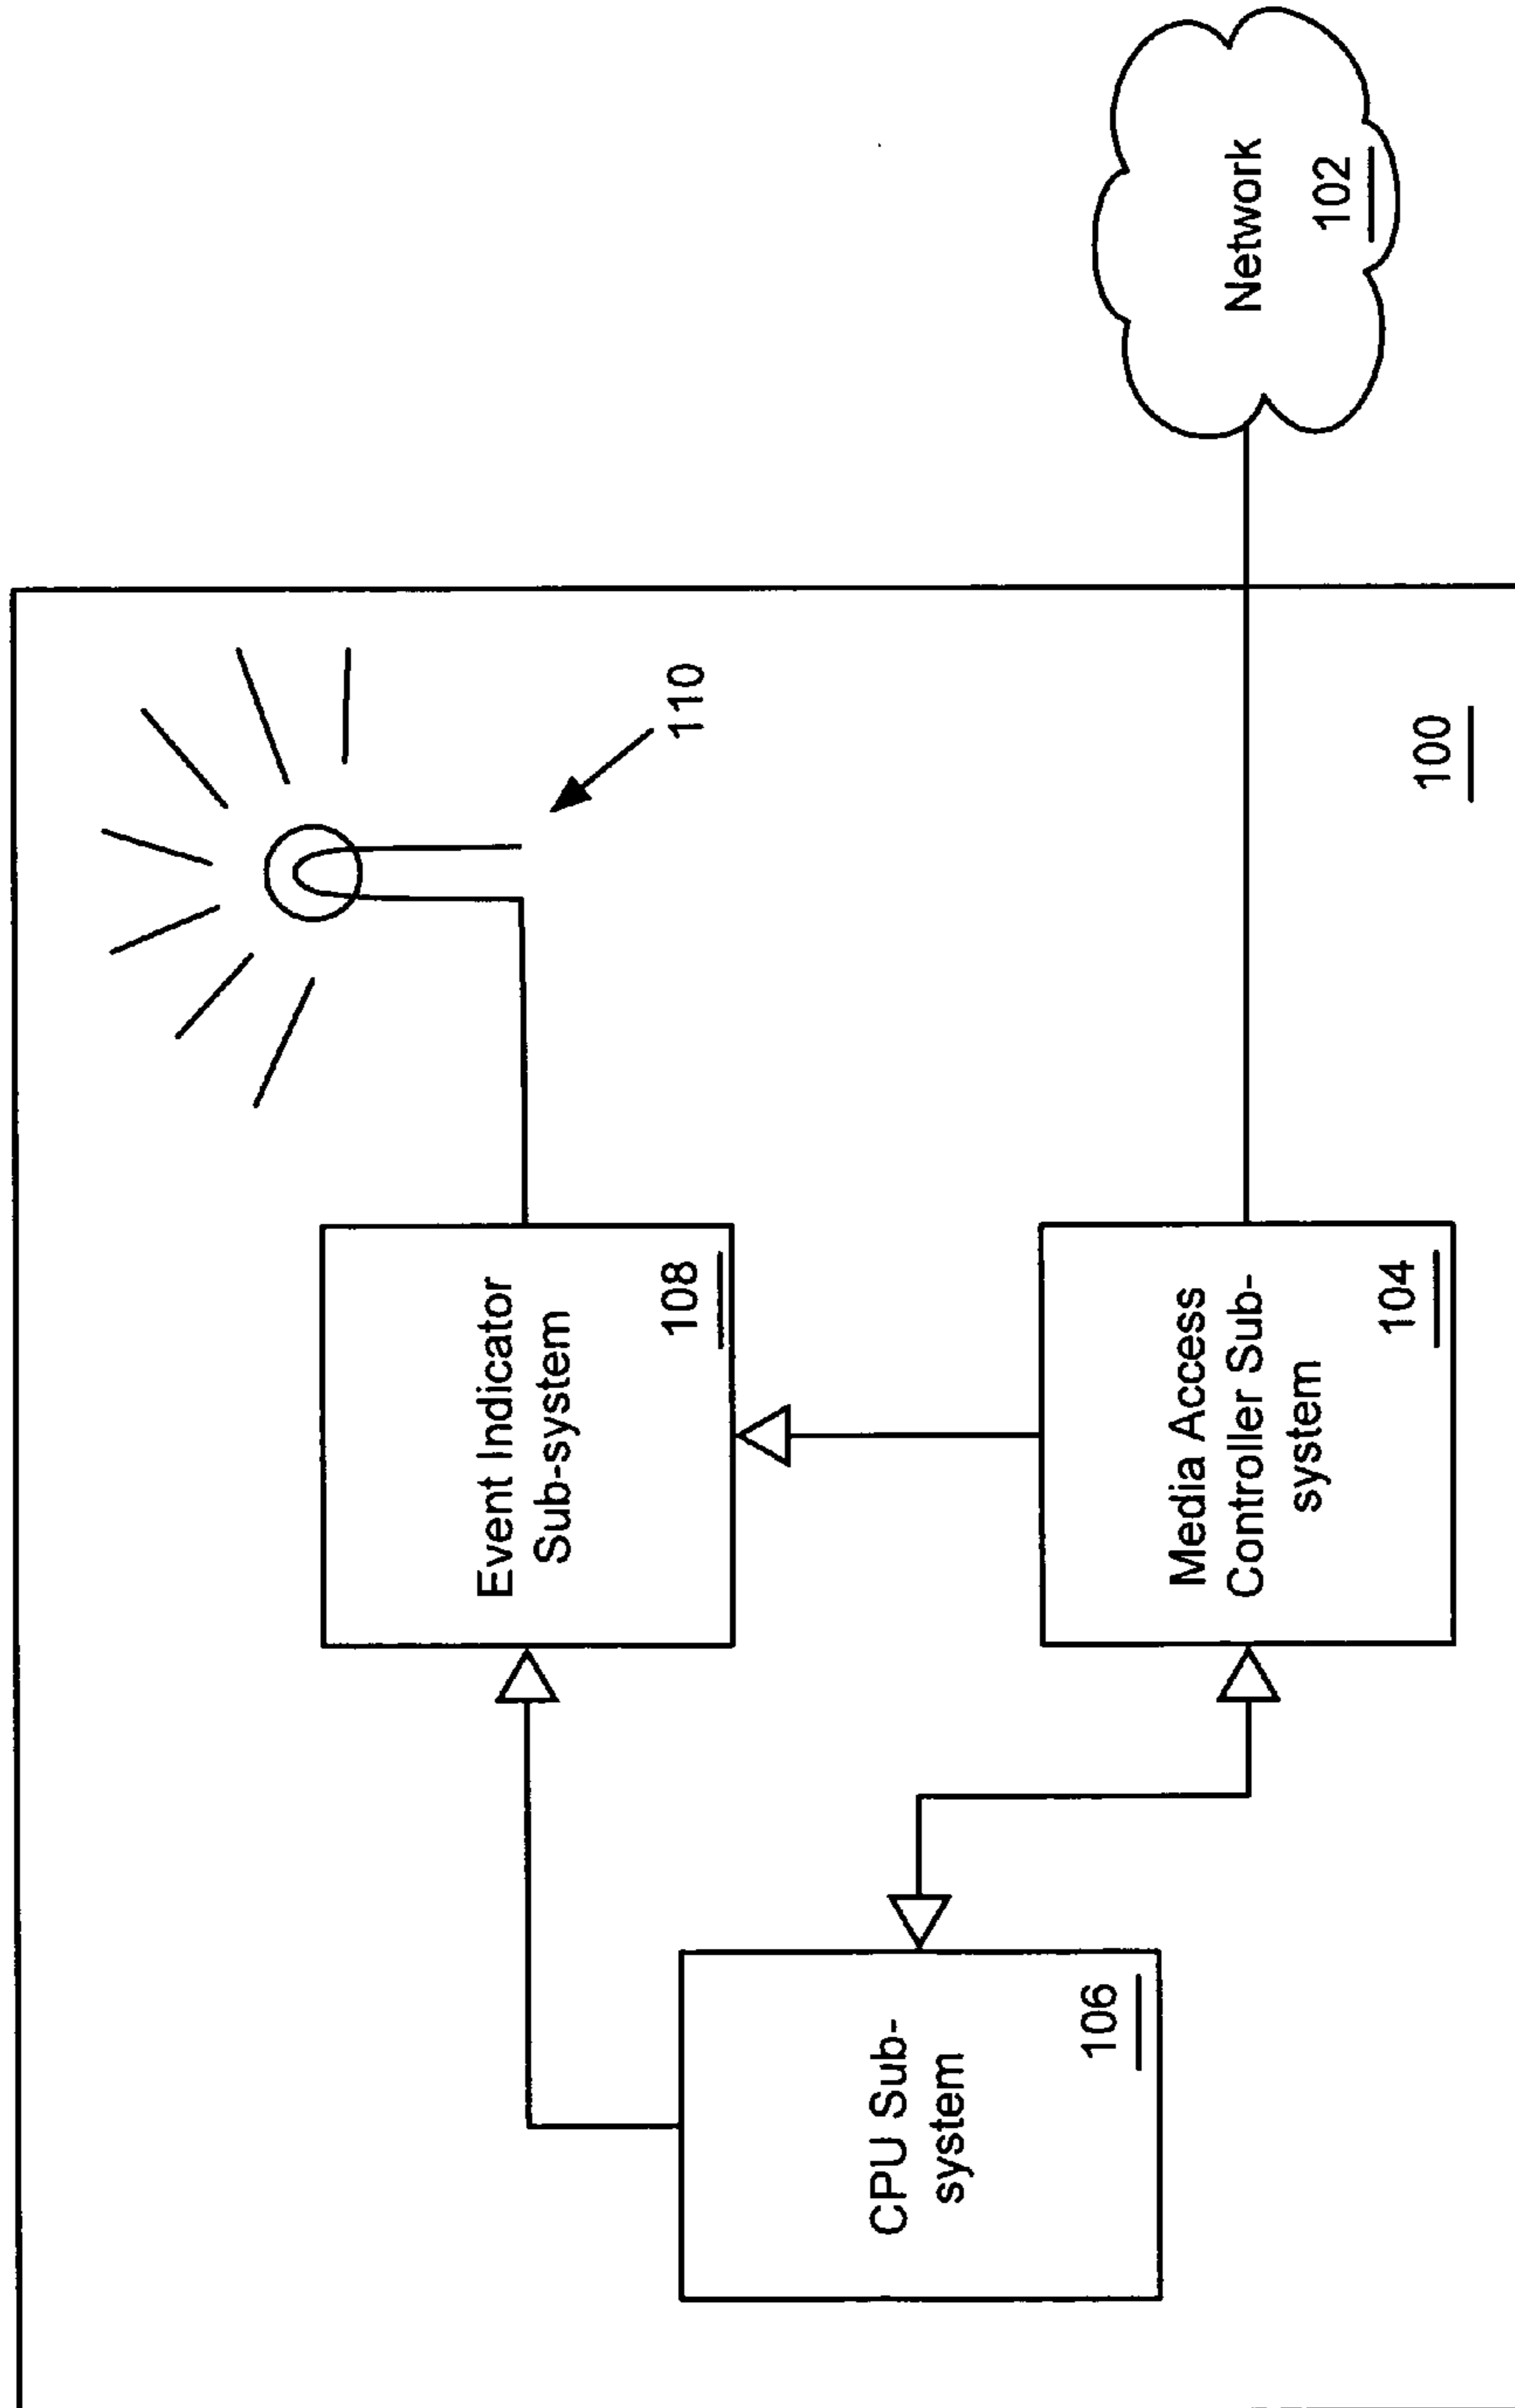 110
Event Indicator
Sub-system
108
CPU Sub-
system
106
Media Access
Controller Sub-
system
104
Network
102
100